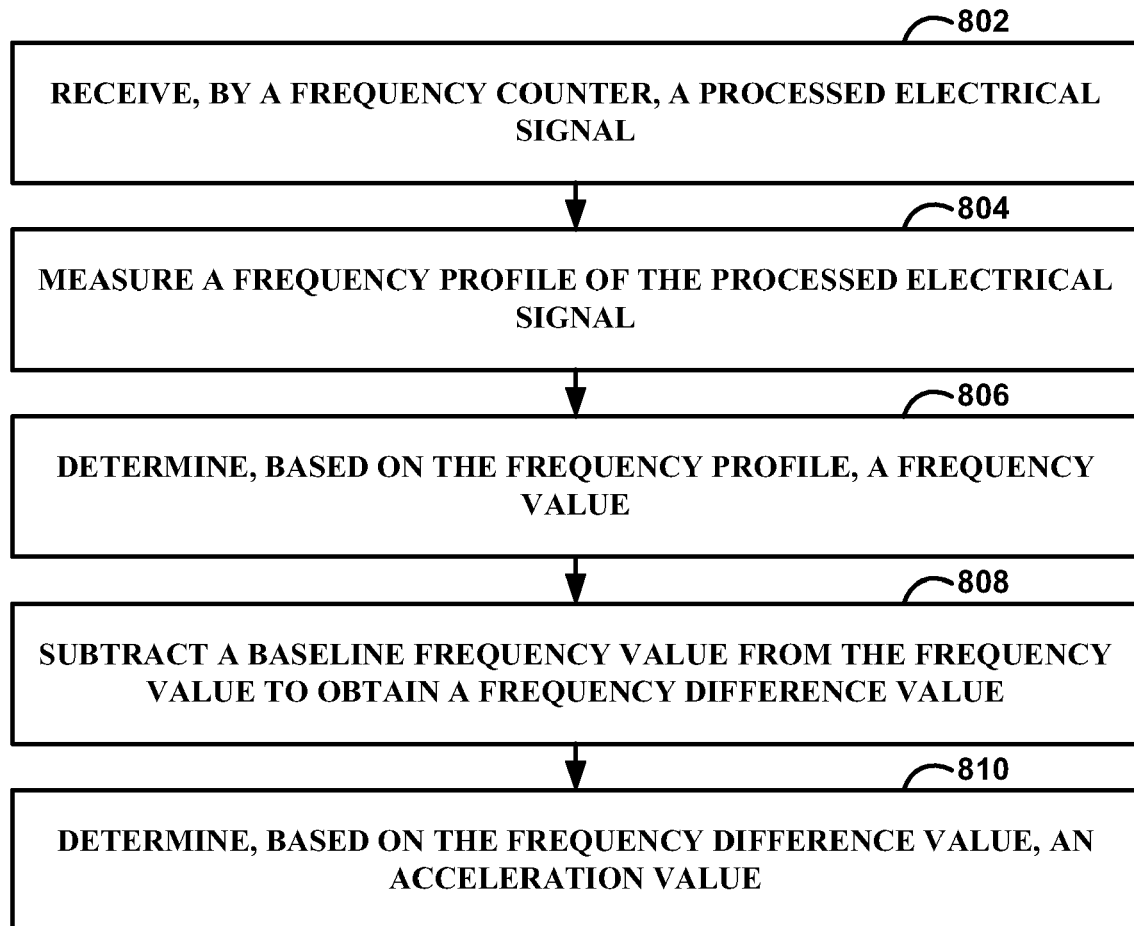 802
RECEIVE, BY A FREQUENCY COUNTER, A PROCESSED ELECTRICAL
SIGNAL
804
MEASURE A FREQUENCY PROFILE OF THE PROCESSED ELECTRICAL
SIGNAL
806
DETERMINE, BASED ON THE FREQUENCY PROFILE, A FREQUENCY
VALUE
808
SUBTRACT A BASELINE FREQUENCY VALUE FROM THE FREQUENCY
VALUE TO OBTAIN A FREQUENCY DIFFERENCE VALUE
810
DETERMINE, BASED ON THE FREQUENCY DIFFERENCE VALUE, AN
ACCELERATION VALUE